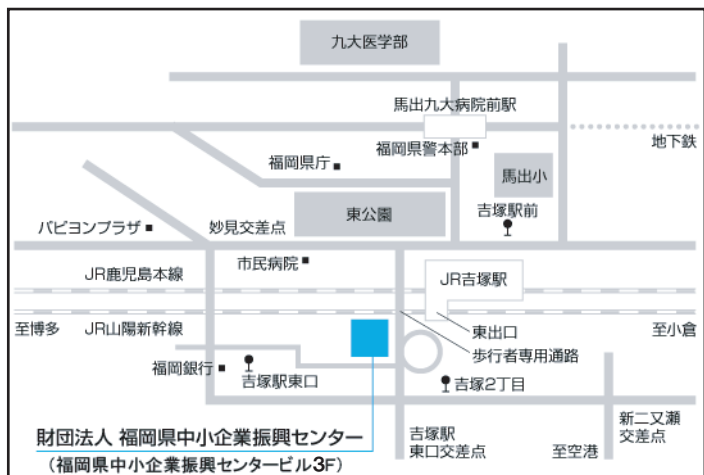 九大医学部
馬出九大病院前駅
地下鉄
福岡県警本部
福岡県庁
馬出小
東公園
吉塚駅前
パピヨンプラザ
妙見交差点
市民病院
JR吉塚駅
JR鹿児島本線
至博多
JR山陽新幹線
東出口
至小倉
歩行者専用通路
福岡銀行
吉塚駅東口
吉塚2丁目
財団法人 福岡県中小企業振興センター
(福岡県中小企業振興センタービル3F)
吉塚駅
東口交差点
至空港
新二又瀬
交差点